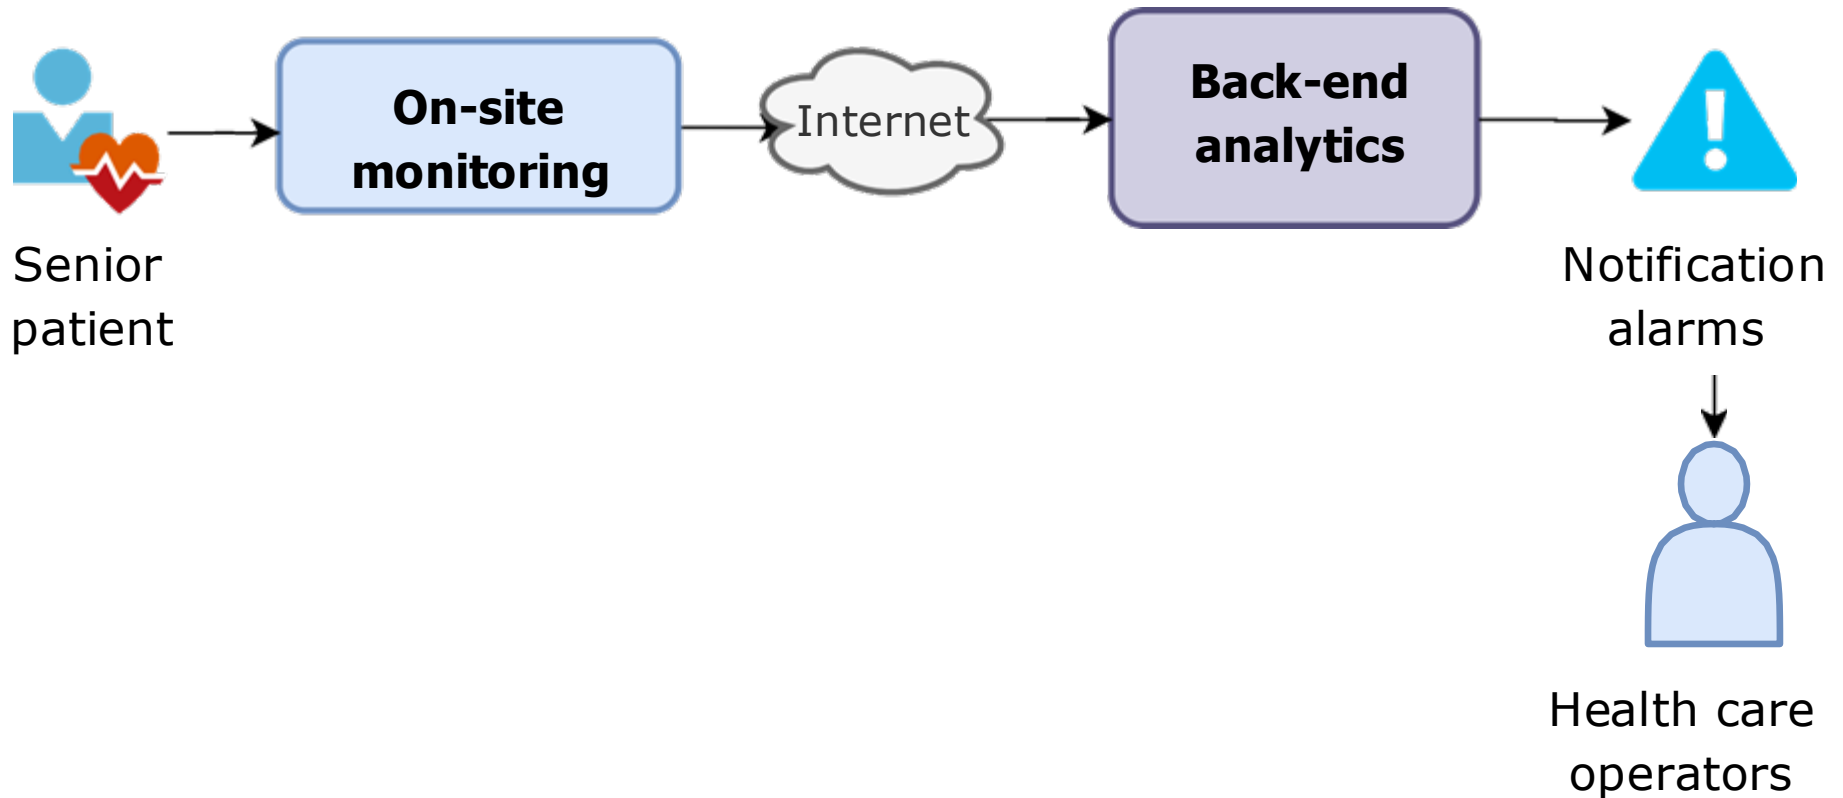 Senior
patient
On-site
monitoring
Internet
Back-end
analytics
Notification
alarms
Health care
operators